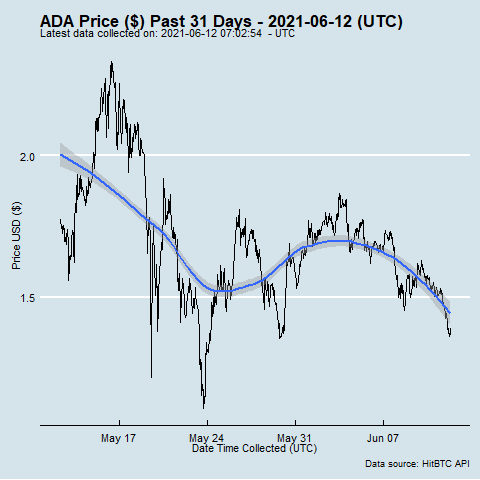 ADA Price ($) Past 31 Days - 2021-06-12 (UTC)
Latest data collected on: 2021-06-12 07:02:54  - UTC
Price USD ($)
2.0
1.5
May 17
May 24
May 31
Jun 07
Date Time Collected (UTC)
Data source: HitBTC API